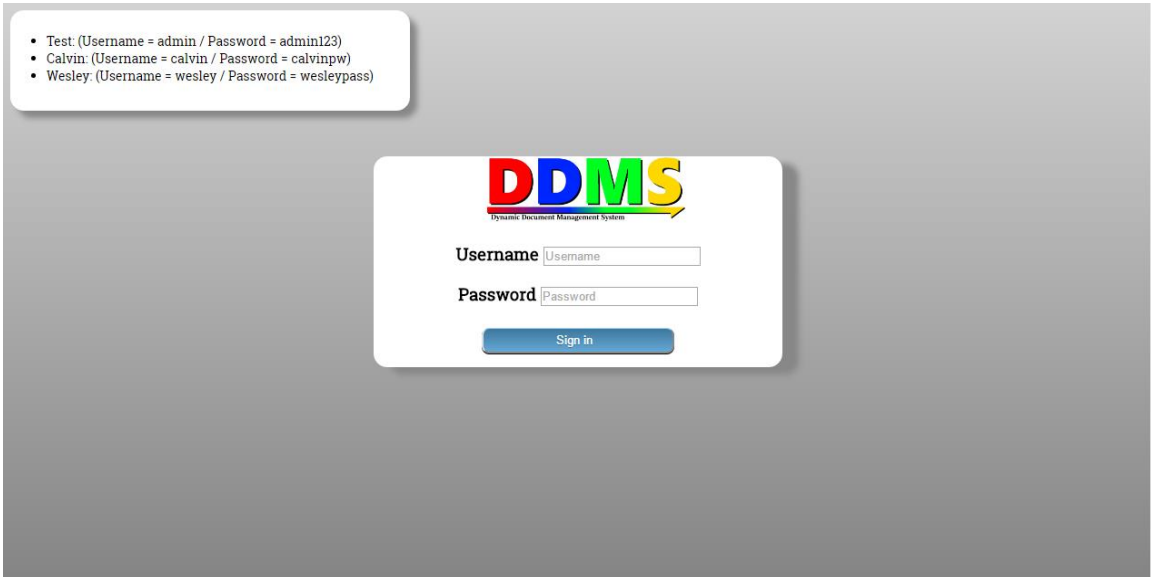 Test: (Username = admin / Password = admin123)
Calvin: (Username = calvin / Password = calvinpw)
Wesley: (Username = wesley / Password = wesleypass)
DDMS
Dynamic Document Management System
Username Username
Password Password
Sign in